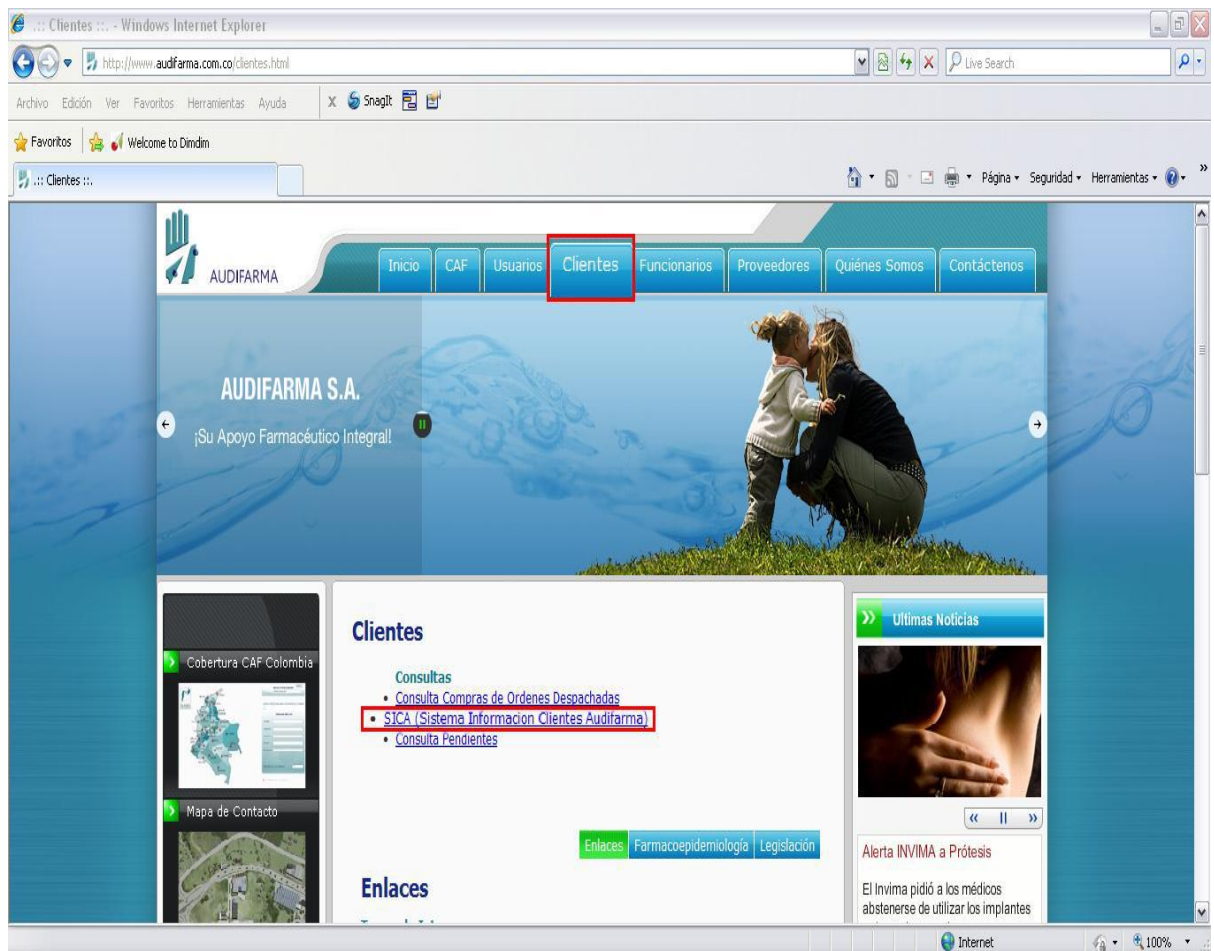 .:: Clientes ::. - Windows Internet Explorer
http://www.audifarma.com.co/clientes.html
Live Search
Archivo Edición Ver Favoritos Herramientas Ayuda
X SnagIt
Favoritos Welcome to Dimdim
.:: Clientes ::.
Página Seguridad Herramientas
AUDIFARMA
Inicio CAF Usuarios Clientes Funcionarios Proveedores Quiénes Somos Contáctenos
AUDIFARMA S.A.
¡Su Apoyo Farmacéutico Integral!
Cobertura CAF Colombia
Mapa de Contacto
Clientes
Consultas
• Consulta Compras de Ordenes Despachadas
• SICA (Sistema Informacion Clientes Audifarma)
• Consulta Pendientes
Enlaces Farmacoepidemiología Legislación
Enlaces
Ultimas Noticias
Alerta INVIMA a Prótesis
El Invima pidió a los médicos
abstenerse de utilizar los implantes
Internet 100%